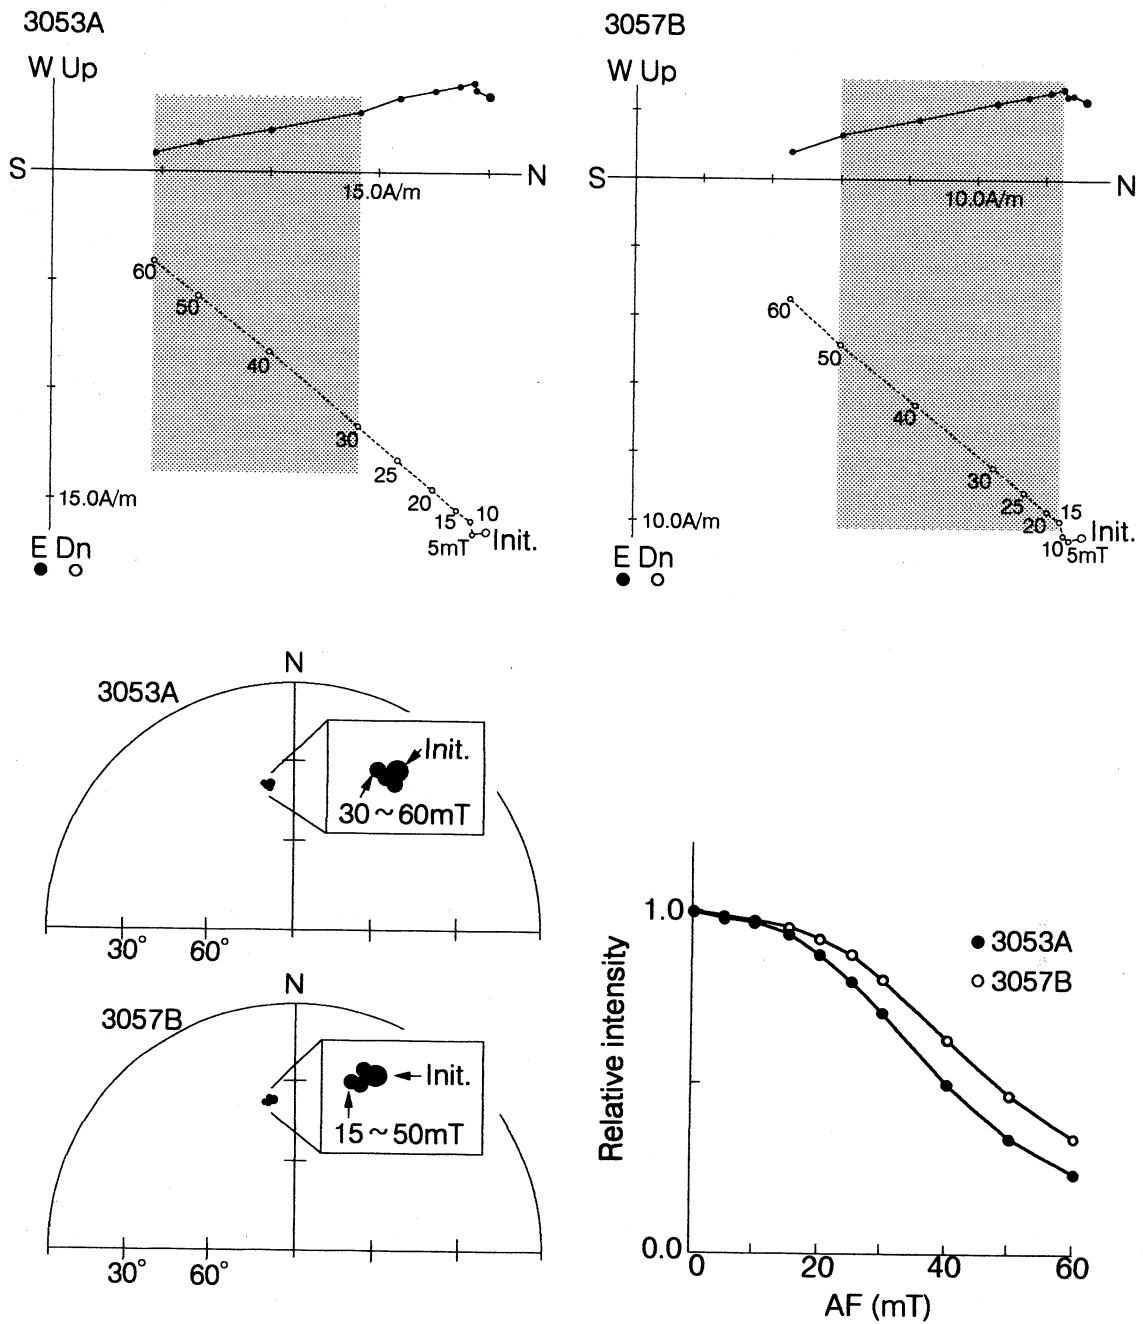 3053A
W Up
S
N
15.0A/m
60
50
40
30
25
20
15
10
5mT
Init.
15.0A/m
E Dn
3057B
W Up
S
N
10.0A/m
60
50
40
30
25
20
15
10
5mT
Init.
10.0A/m
E Dn
3053A
N
Init.
30~60mT
30°
60°
3057B
N
Init.
15~50mT
30°
60°
1.0
0.0
Relative intensity
3053A
3057B
0
20
40
60
AF (mT)